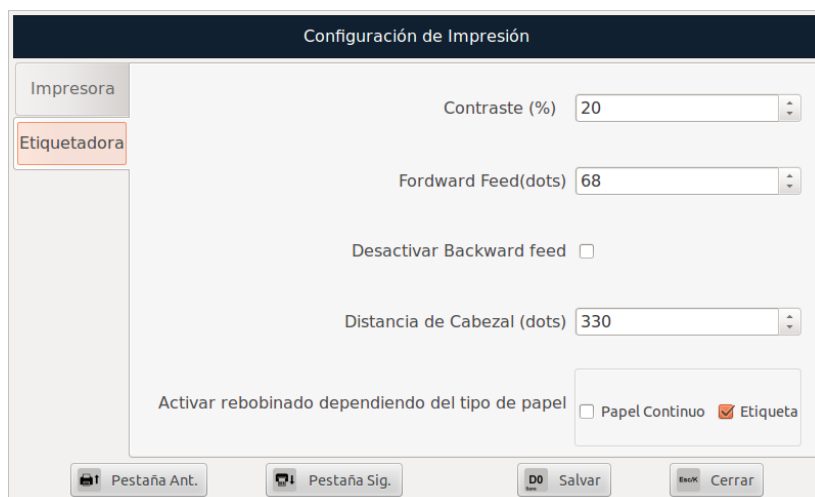 Configuración de Impresión
Impresora
Etiquetadora
Contraste (%) 20
Fordward Feed(dots) 68
Desactivar Backward feed
Distancia de Cabezal (dots) 330
Activar rebobinado dependiendo del tipo de papel Papel Continuo Etiqueta
Pestaña Ant. Pestaña Sig. D0 Salvar Esc/K Cerrar